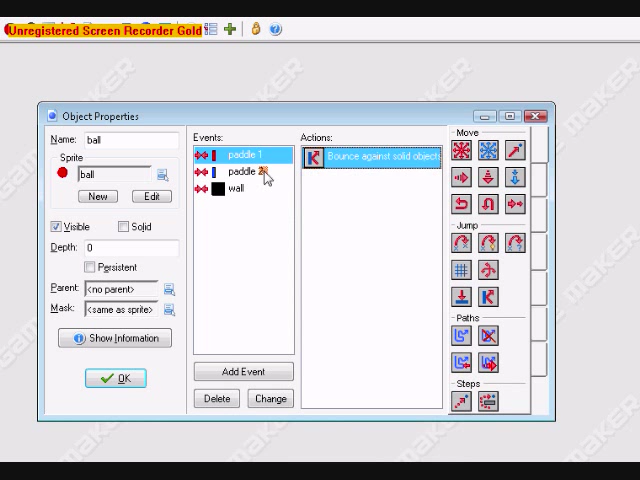 Unregistered Screen Recorder Gold
Object Properties
Name: ball
Sprite
ball
New Edit
Visible Solid
Depth: 0
Persistent
Parent: <no parent>
Mask: <same as sprite>
Show Information
OK
Events:
paddle 1
paddle 2
wall
Add Event
Delete Change
Actions:
Bounce against solid objects
Move
Jump
Paths
Steps